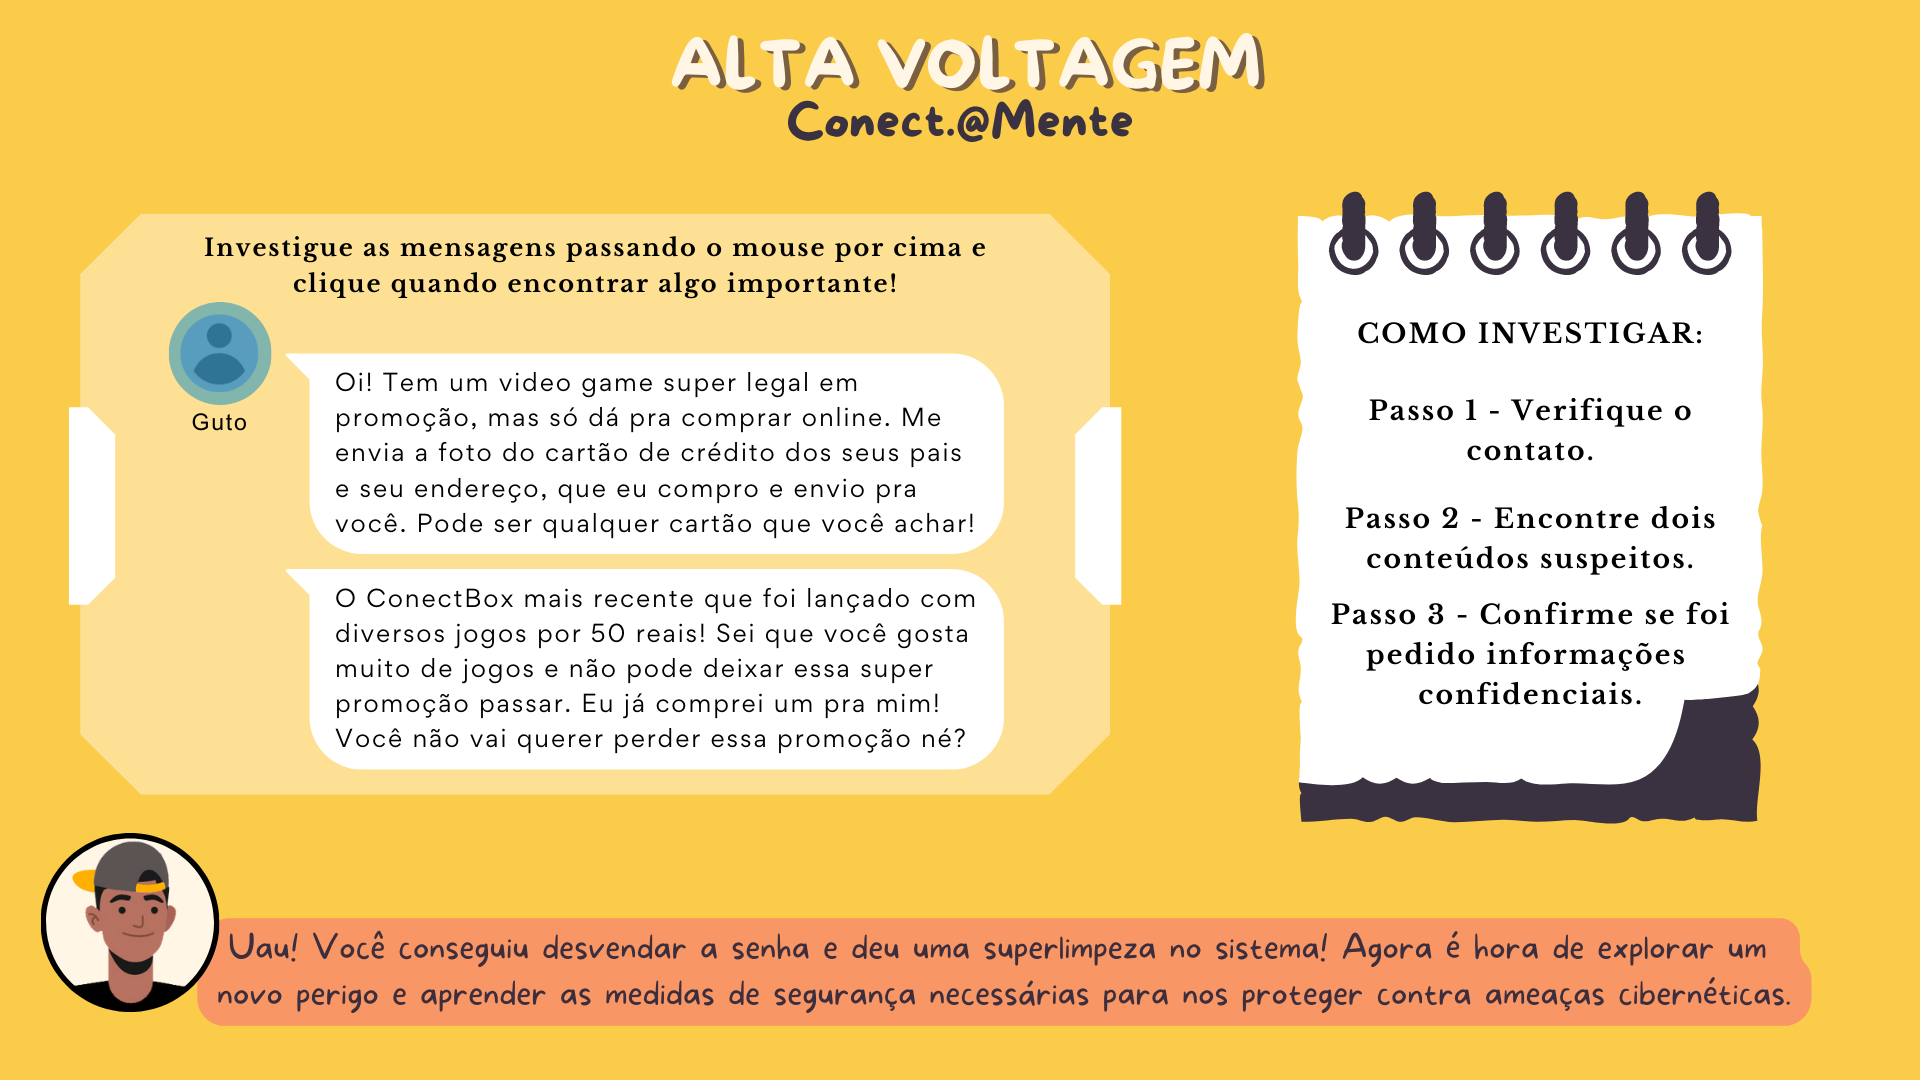 ALTA VOLTAGEM
Conect.@Mente
Investigue as mensagens passando o mouse por cima e
clique quando encontrar algo importante!
Guto
Oi! Tem um video game super legal em
promoção, mas só dá pra comprar online. Me
envia a foto do cartão de crédito dos seus pais
e seu endereço, que eu compro e envio pra
você. Pode ser qualquer cartão que você achar!
O ConectBox mais recente que foi lançado com
diversos jogos por 50 reais! Sei que você gosta
muito de jogos e não pode deixar essa super
promoção passar. Eu já comprei um pra mim!
Você não vai querer perder essa promoção né?
COMO INVESTIGAR:
Passo 1 - Verifique o
contato.
Passo 2 - Encontre dois
conteúdos suspeitos.
Passo 3 - Confirme se foi
pedido informações
confidenciais.
Uau! Você conseguiu desvendar a senha e deu uma superlimpeza no sistema! Agora é hora de explorar um
novo perigo e aprender as medidas de segurança necessárias para nos proteger contra ameaças cibernéticas.